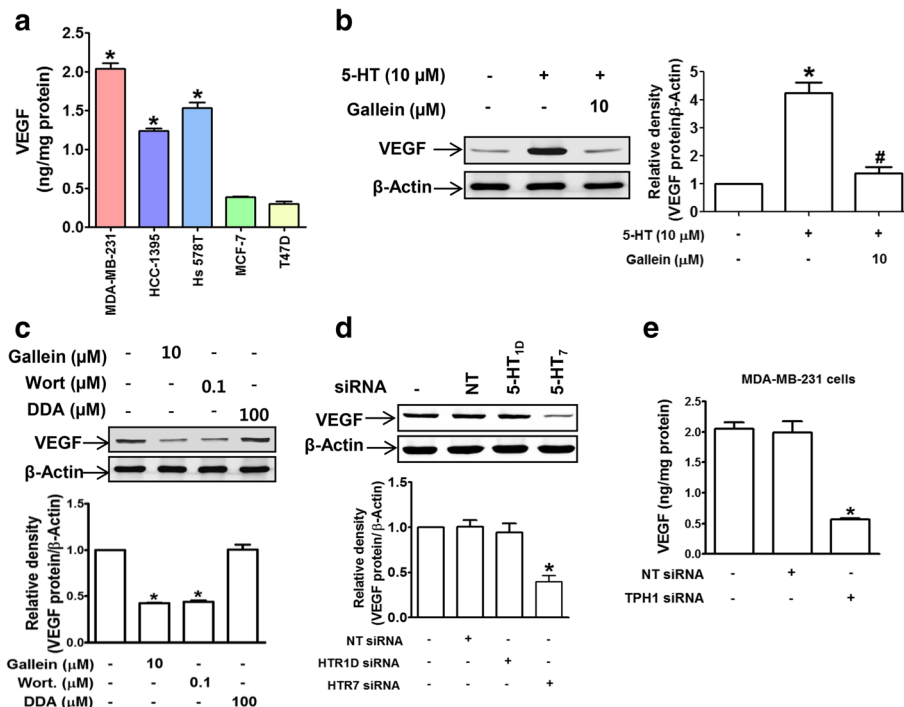 a
VEGF
(ng/mg protein)
2.5
2.0
1.5
1.0
0.5
0.0
*
*
*
MDA-MB-231
HCC-1395
Hs 578T
MCF-7
T47D
b
5-HT (10 µM) - + +
Gallein (µM) - - 10
VEGF
β-Actin
Relative density
(VEGF proteinβ-Actin)
5
4
3
2
1
0
*
#
5-HT (10 µM) - + +
Gallein (µM) - - 10
c
Gallein (µM) - 10 - -
Wort (µM) - - 0.1 -
DDA (µM) - - - 100
VEGF
β-Actin
Relative density
(VEGF protein/β-Actin)
1.5
1.0
0.5
0.0
*
*
Gallein (µM) - 10 - -
Wort. (µM) - - 0.1 -
DDA (µM) - - - 100
d
siRNA - NT 5-HT1D 5-HT7
VEGF
β-Actin
Relative density
(VEGF protein/β-Actin)
1.5
1.0
0.5
0.0
*
NT siRNA - + - -
HTR1D siRNA - - + -
HTR7 siRNA - - - +
e
MDA-MB-231 cells
VEGF (ng/mg protein)
2.5
2.0
1.5
1.0
0.5
0.0
*
NT siRNA - + -
TPH1 siRNA - - +